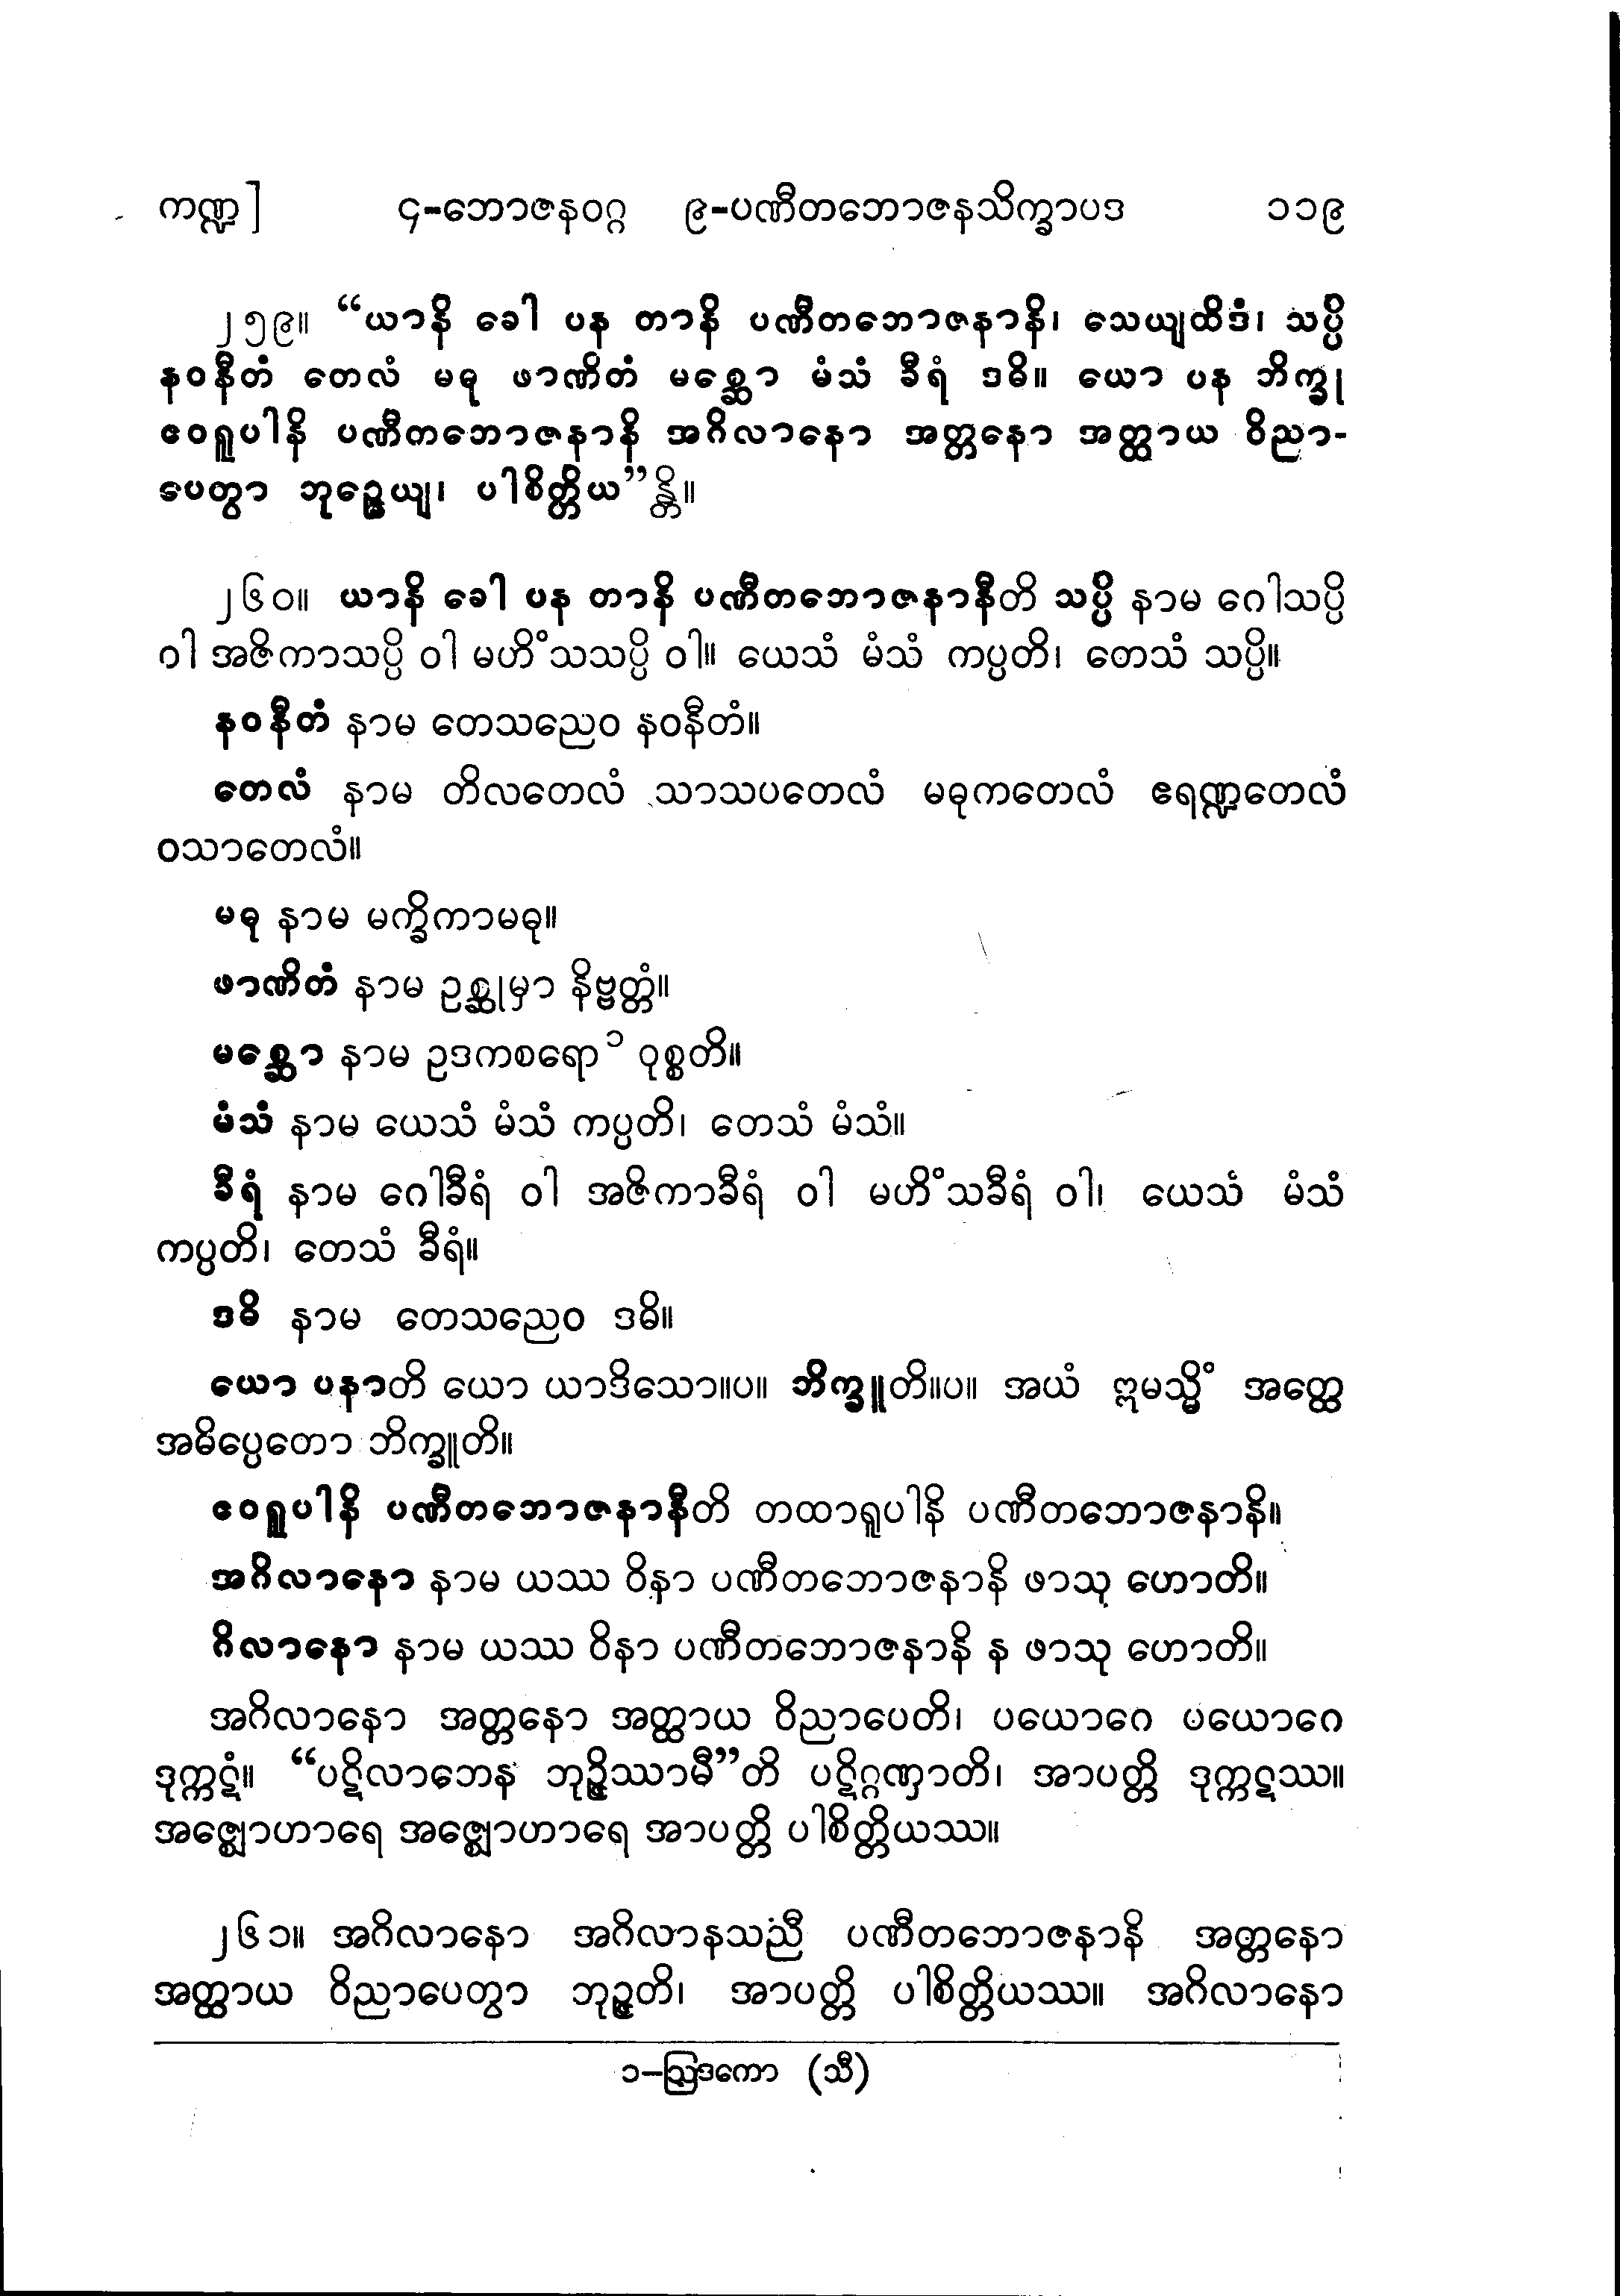 ကဏ္ဍ] ၄-ဘောဇနဝဂ္ဂ ၉-ပဏီတဘောဇနသိက္ခာပဒ ၁၁၉
၂၅၉။ “ယာနိ ခေါ ပန တာနိ ပဏီတဘောဇနာနိ၊ သေယျထိဒံ၊ သပ္ပိ
နဝနီတံ တေလံ မဓု ဖာဏိတံ မစ္ဆော မံသံ ခီရံ ဒဓိ။ ယော ပန ဘိက္ခု
ဧဝရူပါနိ ပဏီတဘောဇနာနိ အဂိလာနော အတ္တနော အတ္ထာယ ဝိညာ-
ပေတွာ ဘုဉ္ဇေယျ၊ ပါစိတ္တိယ”န္တိ။
၂၆၀။ ယာနိ ခေါ ပန တာနိ ပဏီတဘောဇနာနီတိ သပ္ပိ နာမ ဂေါသပ္ပိ
ဝါ အဇိကာသပ္ပိ ဝါ မဟိံသသပ္ပိ ဝါ။ ယေသံ မံသံ ကပ္ပတိ၊ တေသံ သပ္ပိ။
နဝနီတံ နာမ တေသညေဝ နဝနီတံ။
တေလံ နာမ တိလတေလံ သာသပတေလံ မဓုကတေလံ ဧရဏ္ဍတေလံ
ဝသာတေလံ။
မဓု နာမ မက္ခိကာမဓု။
ဖာဏိတံ နာမ ဥစ္ဆုမှာ နိဗ္ဗတ္တံ။
မစ္ဆော နာမ ဥဒကစရော၁ ဝုစ္စတိ။
မံသံ နာမ ယေသံ မံသံ ကပ္ပတိ၊ တေသံ မံသံ။
ခီရံ နာမ ဂေါခီရံ ဝါ အဇိကာခီရံ ဝါ မဟိံသခီရံ ဝါ၊ ယေသံ မံသံ
ကပ္ပတိ၊ တေသံ ခီရံ။
ဒဓိ နာမ တေသညေဝ ဒဓိ။
ယော ပနာတိ ယော ယာဒိသော။ပ။ ဘိက္ခူတိ။ပ။ အယံ ဣမသ္မိံ အတ္ထေ
အဓိပ္ပေတော ဘိက္ခူတိ။
ဧဝရူပါနိ ပဏီတဘောဇနာနီတိ တထာရူပါနိ ပဏီတဘောဇနာနိ။
အဂိလာနော နာမ ယဿ ဝိနာ ပဏီတဘောဇနာနိ ဖာသု ဟောတိ။
ဂိလာနော နာမ ယဿ ဝိနာ ပဏီတဘောဇနာနိ န ဖာသု ဟောတိ။
အဂိလာနော အတ္တနော အတ္ထာယ ဝိညာပေတိ၊ ပယောဂေ ပယောဂေ
ဒုက္ကဋံ။ “ပဋိလာဘေန ဘုဉ္ဇိဿာမီ”တိ ပဋိဂ္ဂဏှာတိ၊ အာပတ္တိ ဒုက္ကဋဿ။
အဇ္ဈောဟာရေ အဇ္ဈောဟာရေ အာပတ္တိ ပါစိတ္တိယဿ။
၂၆၁။ အဂိလာနော အဂိလာနသညီ ပဏီတဘောဇနာနိ အတ္တနော
အတ္ထာယ ဝိညာပေတွာ ဘုဉ္ဇတိ၊ အာပတ္တိ ပါစိတ္တိယဿ။ အဂိလာနော
၁-ဩဒကော (သီ)